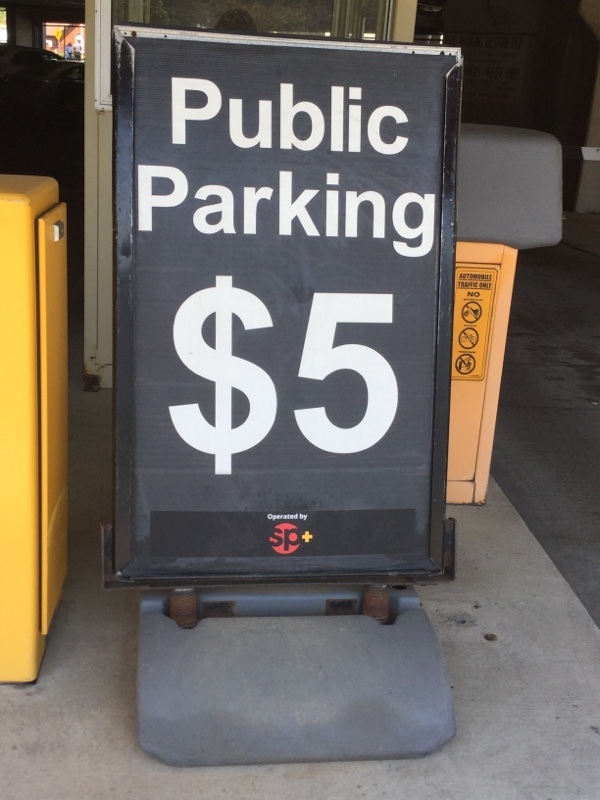 Public
Parking
$5
Operated by
sp+
AUTOMOBILE
TRAFFIC ONLY
NO